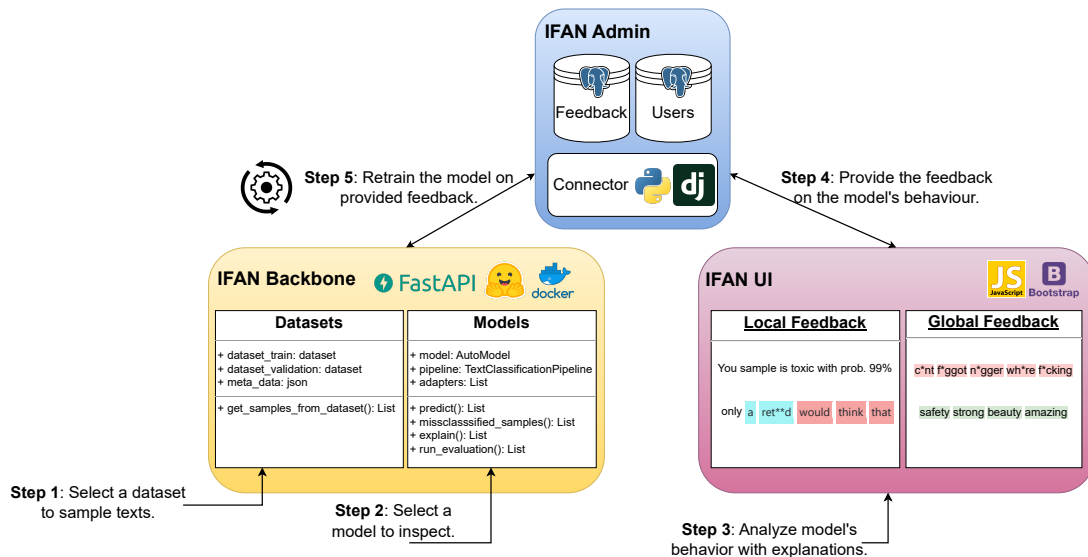 IFAN Admin
Feedback
Users
Connector
dj
Step 5: Retrain the model on
provided feedback.
Step 4: Provide the feedback
on the model's behaviour.
IFAN Backbone
FastAPI
docker
Datasets
+ dataset_train: dataset
+ dataset_validation: dataset
+ meta_data: json
+ get_samples_from_dataset(): List
Models
+ model: AutoModel
+ pipeline: TextClassificationPipeline
+ adapters: List
+ predict(): List
+ missclasssified_samples(): List
+ explain(): List
+ run_evaluation(): List
IFAN UI
JS
JavaScript
B
Bootstrap
Local Feedback
You sample is toxic with prob. 99%
only a ret**d would think that
Global Feedback
c*nt f*ggot n*gger wh*re f*cking
safety strong beauty amazing
Step 1: Select a dataset
to sample texts.
Step 2: Select a
model to inspect.
Step 3: Analyze model's
behavior with explanations.